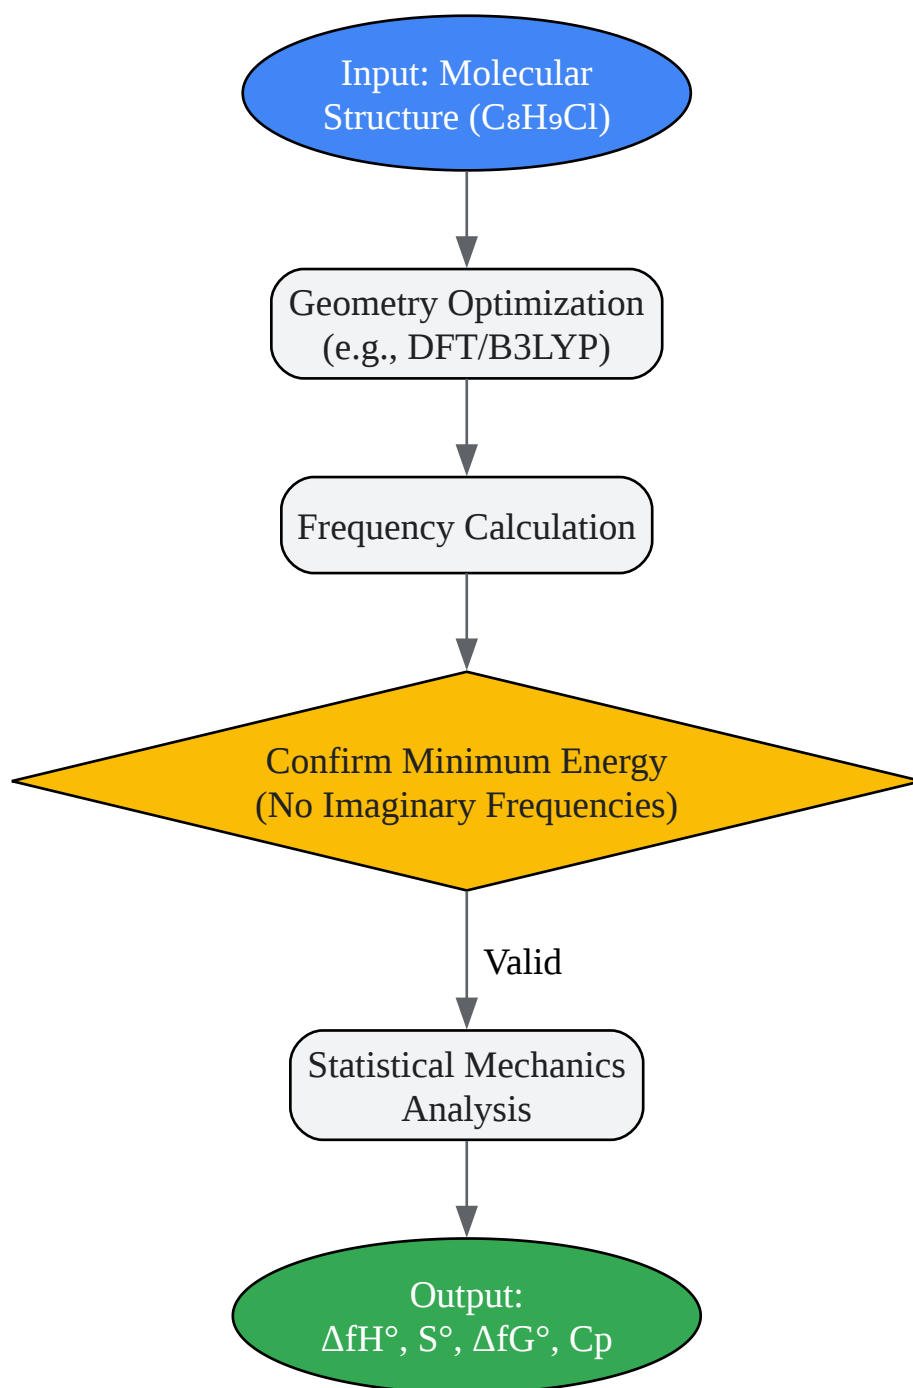 Input: Molecular
Structure (C₈H₉Cl)
Geometry Optimization
(e.g., DFT/B3LYP)
Frequency Calculation
Confirm Minimum Energy
(No Imaginary Frequencies)
Valid
Statistical Mechanics
Analysis
Output:
ΔfH°, S°, ΔfG°, Cp